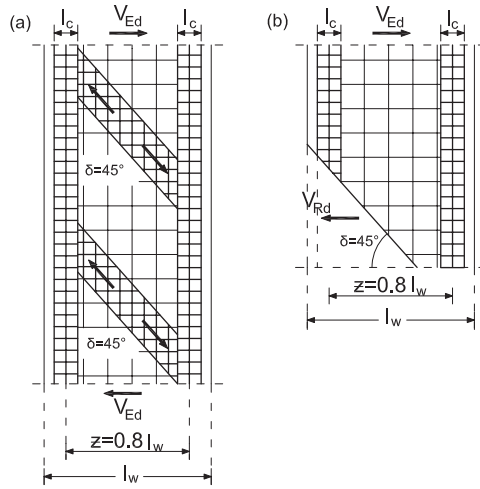 (a)
l_c V_Ed l_c
δ=45°
δ=45°
V_Ed
z=0.8 l_w
l_w
(b)
l_c V_Ed l_c
V_Rd
δ=45°
z=0.8 l_w
l_w